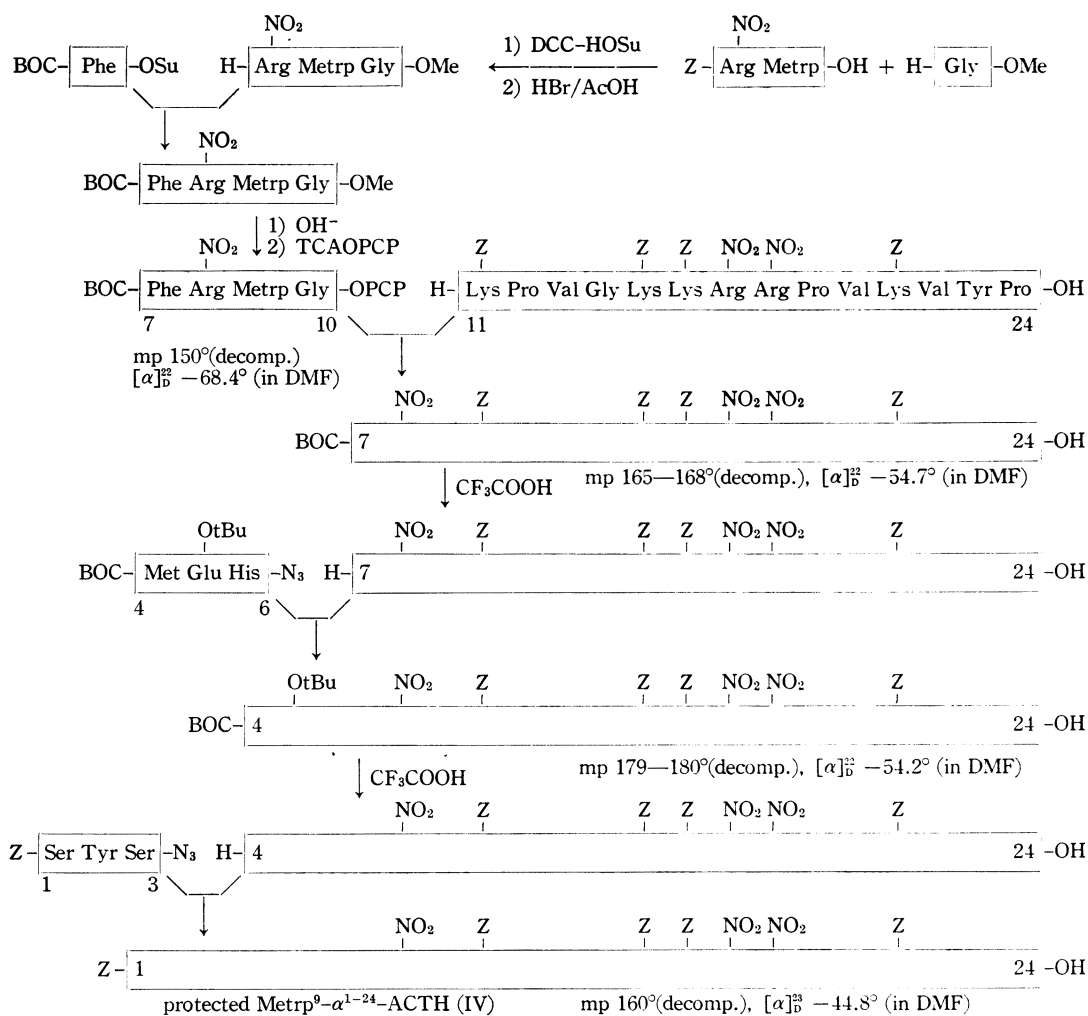 NO₂ NO₂
BOC– Phe –OSu H– Arg Metrp Gly –OMe 1) DCC–HOSu 2) HBr/AcOH Z– Arg Metrp –OH + H– Gly –OMe
NO₂
BOC– Phe Arg Metrp Gly –OMe
1) OH⁻
2) TCAOPCP
NO₂ Z Z Z NO₂ NO₂ Z
BOC– Phe Arg Metrp Gly –OPCP H– Lys Pro Val Gly Lys Lys Arg Arg Pro Val Lys Val Tyr Pro –OH
7 10 11 24
mp 150°(decomp.)
[α]²²_D −68.4° (in DMF)
NO₂ Z Z Z NO₂ NO₂ Z
BOC– 7 24 –OH
mp 165—168°(decomp.), [α]²²_D −54.7° (in DMF)
CF₃COOH
OtBu NO₂ Z Z Z NO₂ NO₂ Z
BOC– Met Glu His –N₃ H– 7 24 –OH
4 6
OtBu NO₂ Z Z Z NO₂ NO₂ Z
BOC– 4 24 –OH
mp 179—180°(decomp.), [α]²²_D −54.2° (in DMF)
CF₃COOH
NO₂ Z Z Z NO₂ NO₂ Z
Z– Ser Tyr Ser –N₃ H– 4 24 –OH
1 3
NO₂ Z Z Z NO₂ NO₂ Z
Z– 1 24 –OH
protected Metrp⁹–α¹⁻²⁴–ACTH (IV) mp 160°(decomp.), [α]²³_D −44.8° (in DMF)